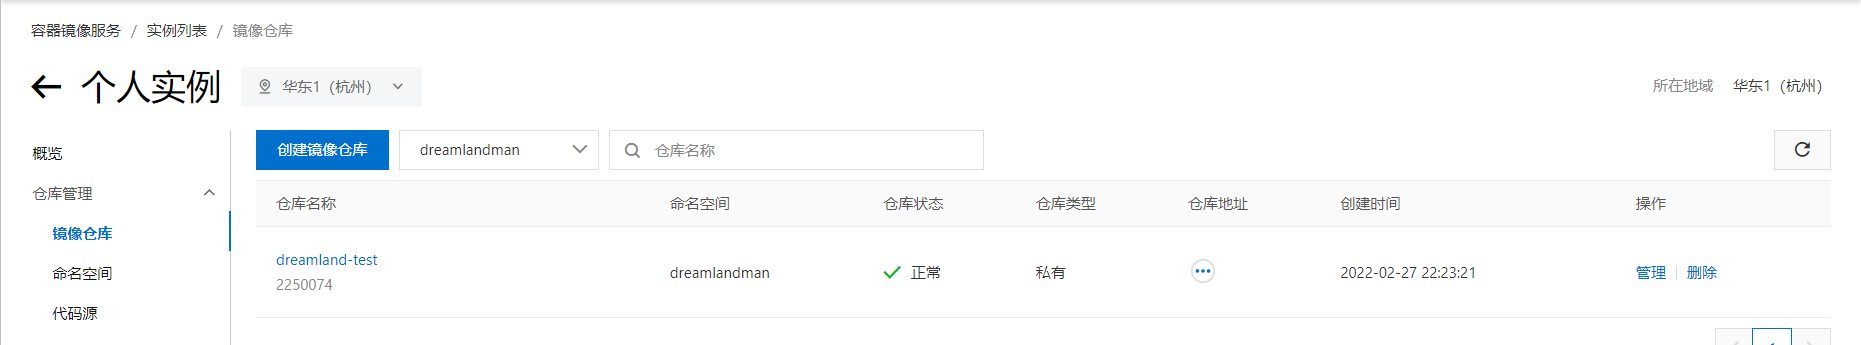 容器镜像服务 / 实例列表 / 镜像仓库
个人实例 华东1（杭州） 所在地域 华东1（杭州）
概览
仓库管理
镜像仓库
命名空间
代码源
创建镜像仓库 dreamlandman 仓库名称
仓库名称 命名空间 仓库状态 仓库类型 仓库地址 创建时间 操作
dreamland-test
2250074
dreamlandman 正常 私有 2022-02-27 22:23:21 管理 删除